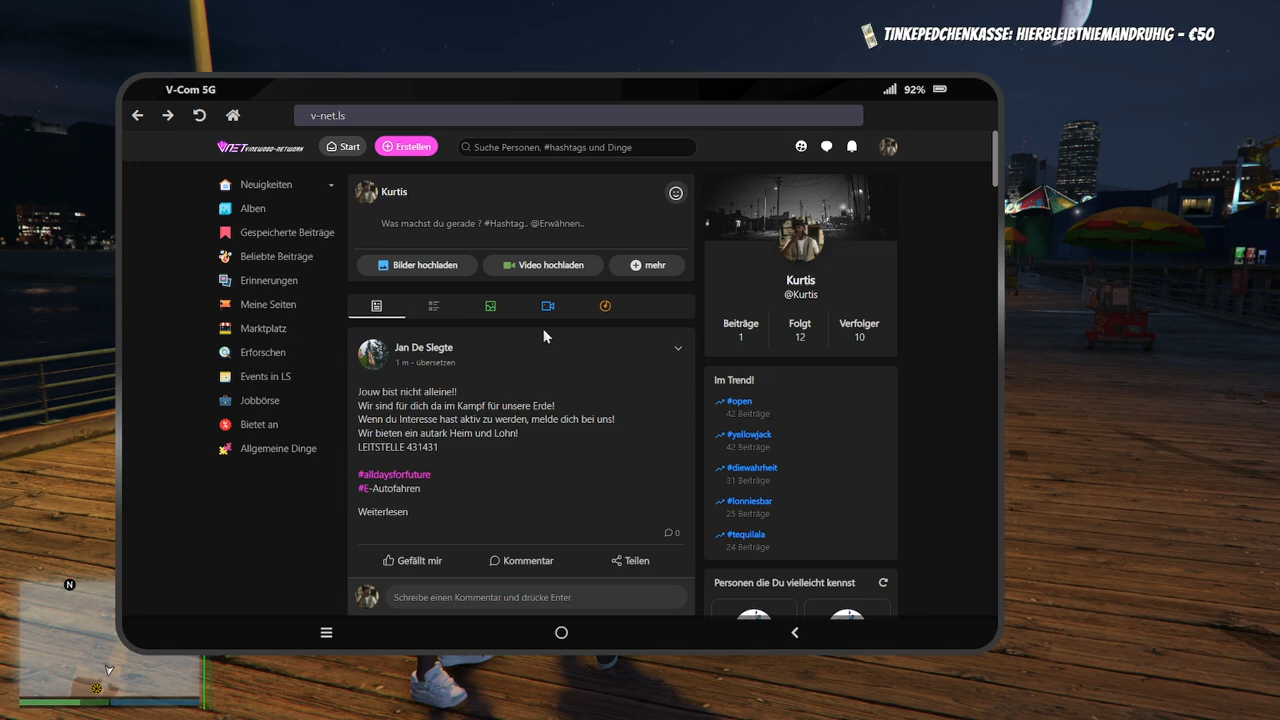 TINKEPEDCHENKASSE: HIERBLEIBTNIEMANDRUHIG - €50
V-Com 5G
92%
v-net.ls
VNET VINEWOOD-NETWORK
Start
Erstellen
Suche Personen, #hashtags und Dinge
Neuigkeiten
Alben
Gespeicherte Beiträge
Beliebte Beiträge
Erinnerungen
Meine Seiten
Marktplatz
Erforschen
Events in LS
Jobbörse
Bietet an
Allgemeine Dinge
Kurtis
Was machst du gerade ? #Hashtag.. @Erwähnen..
Bilder hochladen
Video hochladen
mehr
Jan De Slegte
1 m - übersetzen
Jouw bist nicht alleine!!
Wir sind für dich da im Kampf für unsere Erde!
Wenn du Interesse hast aktiv zu werden, melde dich bei uns!
Wir bieten ein autark Heim und Lohn!
LEITSTELLE 431431
#alldaysforfuture
#E-Autofahren
Weiterlesen
0
Gefällt mir
Kommentar
Teilen
Schreibe einen Kommentar und drücke Enter
Kurtis
@Kurtis
Beiträge
1
Folgt
12
Verfolger
10
Im Trend!
#open
42 Beiträge
#yellowjack
42 Beiträge
#diewahrheit
31 Beiträge
#lonniesbar
25 Beiträge
#tequilala
24 Beiträge
Personen die Du vielleicht kennst
N